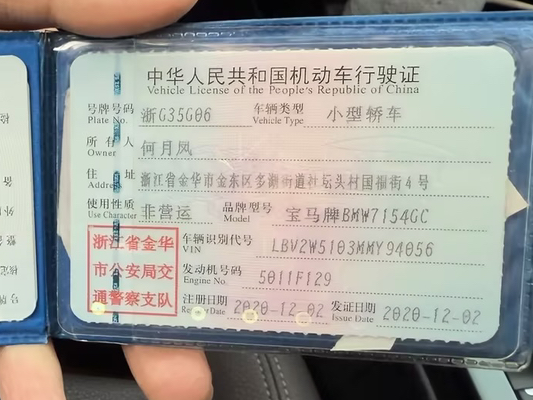 中华人民共和国机动车行驶证
Vehicle License of the People's Republic of China
号牌号码 浙G35G06 车辆类型 小型轿车
Plate No. Vehicle Type
所有人 何月凤
Owner
住址 浙江省金华市金东区多湖街道社坛头村国福街4号
Address
使用性质 非营运 品牌型号 宝马牌BMW7154GC
Use Character Model
浙江省金华
市公安局交
通警察支队
车辆识别代号 LBV2W5103MMY94056
VIN
发动机号码 5011F129
Engine No.
注册日期 2020-12-02 发证日期 2020-12-02
Issue Date